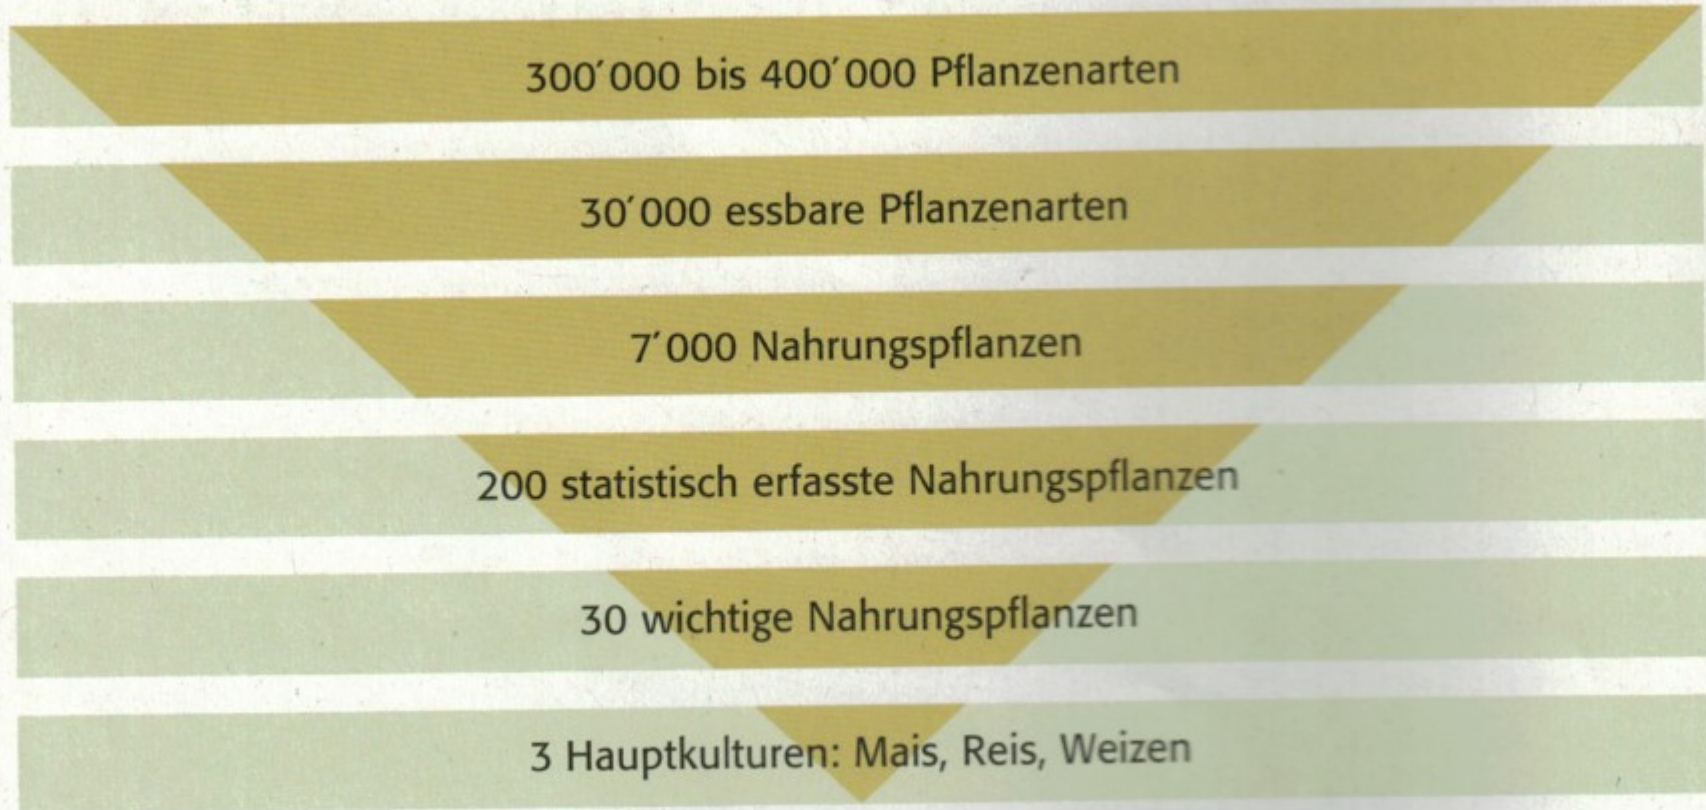 300´000 bis 400´000 Pflanzenarten
30´000 essbare Pflanzenarten
7´000 Nahrungspflanzen
200 statistisch erfasste Nahrungspflanzen
30 wichtige Nahrungspflanzen
3 Hauptkulturen: Mais, Reis, Weizen